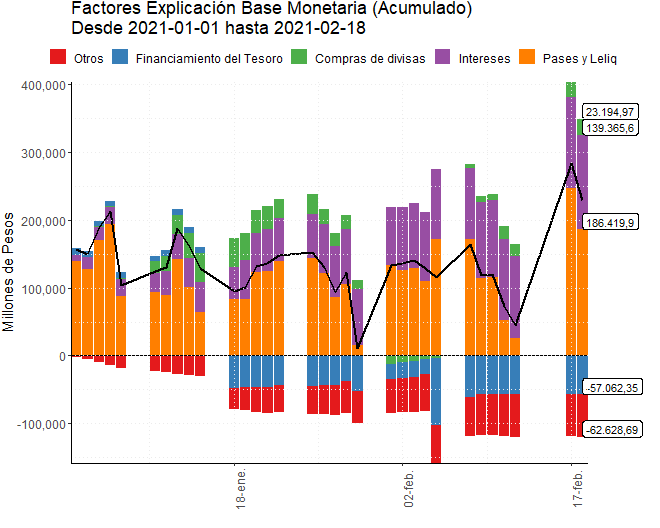 Factores Explicación Base Monetaria (Acumulado)
Desde 2021-01-01 hasta 2021-02-18
Otros Financiamiento del Tesoro Compras de divisas Intereses Pases y Leliq
Millones de Pesos
400,000
300,000
200,000
100,000
0
-100,000
23.194,97
139.365,6
186.419,9
-57.062,35
-62.628,69
18-ene.
02-feb.
17-feb.